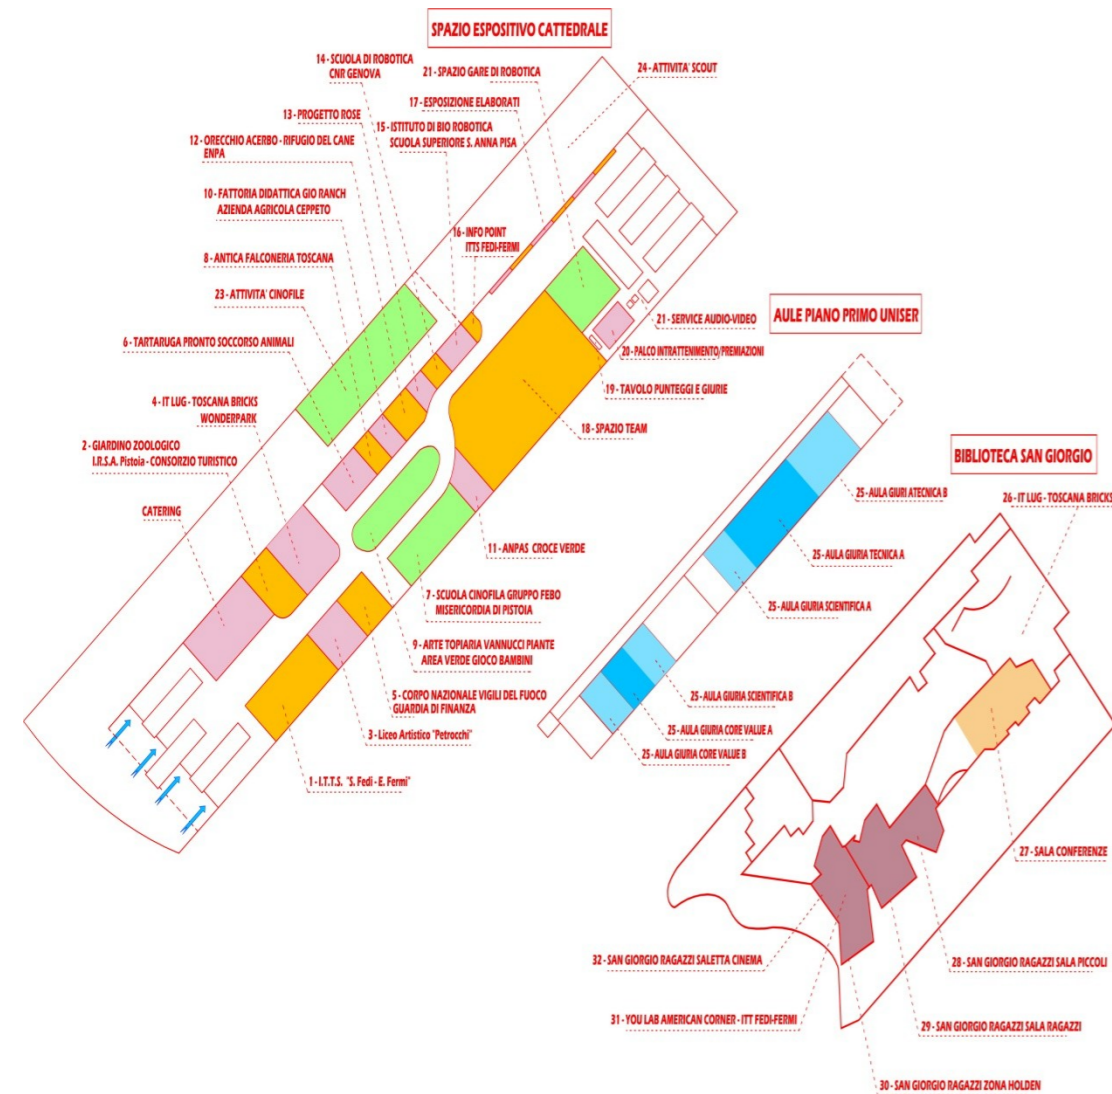 SPAZIO ESPOSITIVO CATTEDRALE
14 - SCUOLA DI ROBOTICA
CNR GENOVA
21 - SPAZIO GARE DI ROBOTICA
24 - ATTIVITA' SCOUT
13 - PROGETTO ROSE
17 - ESPOSIZIONE ELABORATI
15 - ISTITUTO DI BIO ROBOTICA
SCUOLA SUPERIORE S. ANNA PISA
12 - ORECCHIO ACERBO - RIFUGIO DEL CANE
ENPA
10 - FATTORIA DIDATTICA GIO RANCH
AZIENDA AGRICOLA CEPPETO
16 - INFO POINT
ITTS FEDI-FERMI
8 - ANTICA FALCONERIA TOSCANA
23 - ATTIVITA' CINOFILE
6 - TARTARUGA PRONTO SOCCORSO ANIMALI
4 - IT LUG - TOSCANA BRICKS
WONDERPARK
2 - GIARDINO ZOOLOGICO
I.R.S.A. Pistoia - CONSORZIO TURISTICO
CATERING
21 - SERVICE AUDIO-VIDEO
20 - PALCO INTRATTENIMENTO/PREMIAZIONI
19 - TAVOLO PUNTEGGI E GIURIE
18 - SPAZIO TEAM
11 - ANPAS CROCE VERDE
7 - SCUOLA CINOFILA GRUPPO FEBO
MISERICORDIA DI PISTOIA
9 - ARTE TOPIARIA VANNUCCI PIANTE
AREA VERDE GIOCO BAMBINI
5 - CORPO NAZIONALE VIGILI DEL FUOCO
GUARDIA DI FINANZA
3 - Liceo Artistico "Petrocchi"
1 - I.T.T.S. "S. Fedi - E. Fermi"
AULE PIANO PRIMO UNISER
25 - AULA GIURI ATECNICA B
25 - AULA GIURIA TECNICA A
25 - AULA GIURIA SCIENTIFICA A
25 - AULA GIURIA SCIENTIFICA B
25 - AULA GIURIA CORE VALUE A
25 - AULA GIURIA CORE VALUE B
BIBLIOTECA SAN GIORGIO
26 - IT LUG - TOSCANA BRICKS
27 - SALA CONFERENZE
28 - SAN GIORGIO RAGAZZI SALA PICCOLI
32 - SAN GIORGIO RAGAZZI SALETTA CINEMA
31 - YOU LAB AMERICAN CORNER - ITT FEDI-FERMI
29 - SAN GIORGIO RAGAZZI SALA RAGAZZI
30 - SAN GIORGIO RAGAZZI ZONA HOLDEN